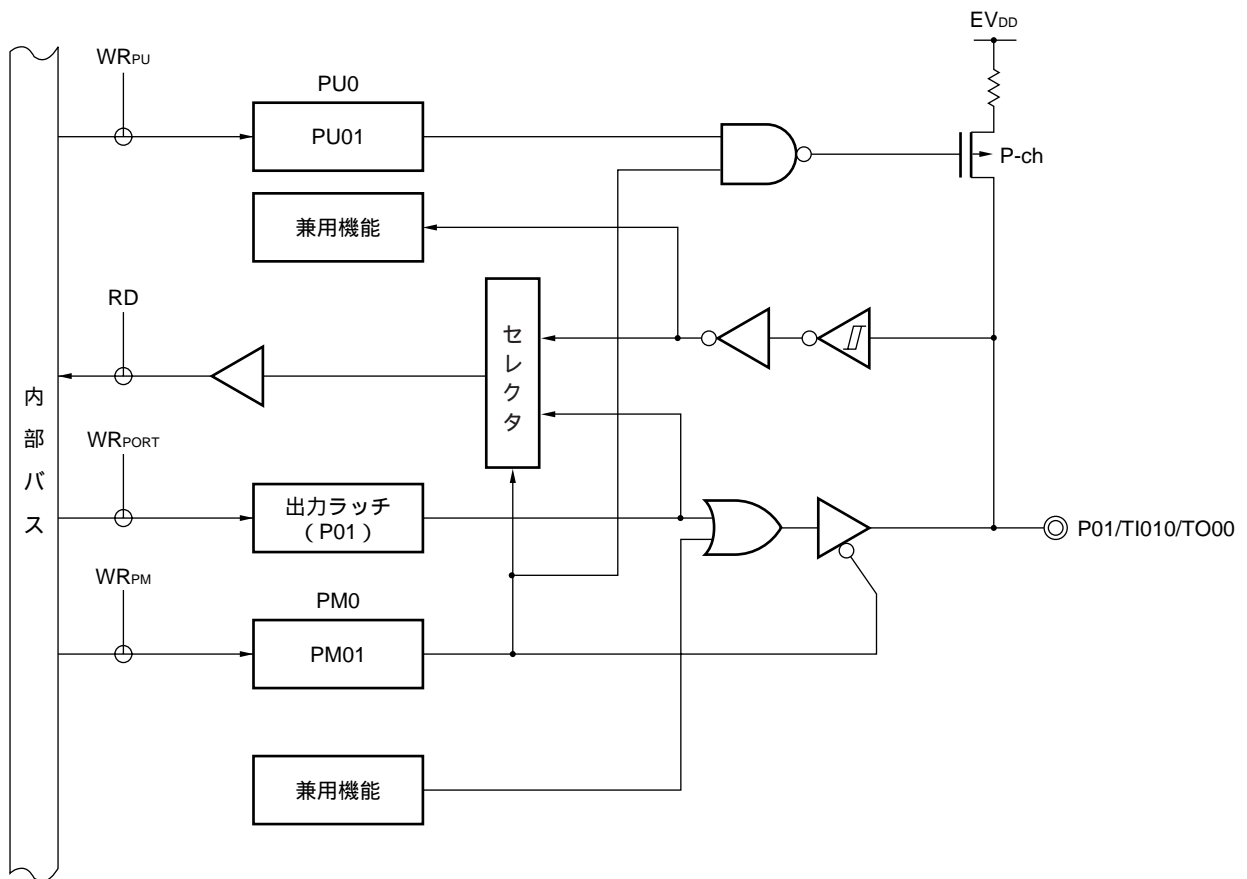 EVDD
WRPU
PU0
PU01
P-ch
兼用機能
RD
セレクタ
内部バス
WRPORT
出力ラッチ
(P01)
P01/TI010/TO00
WRPM
PM0
PM01
兼用機能